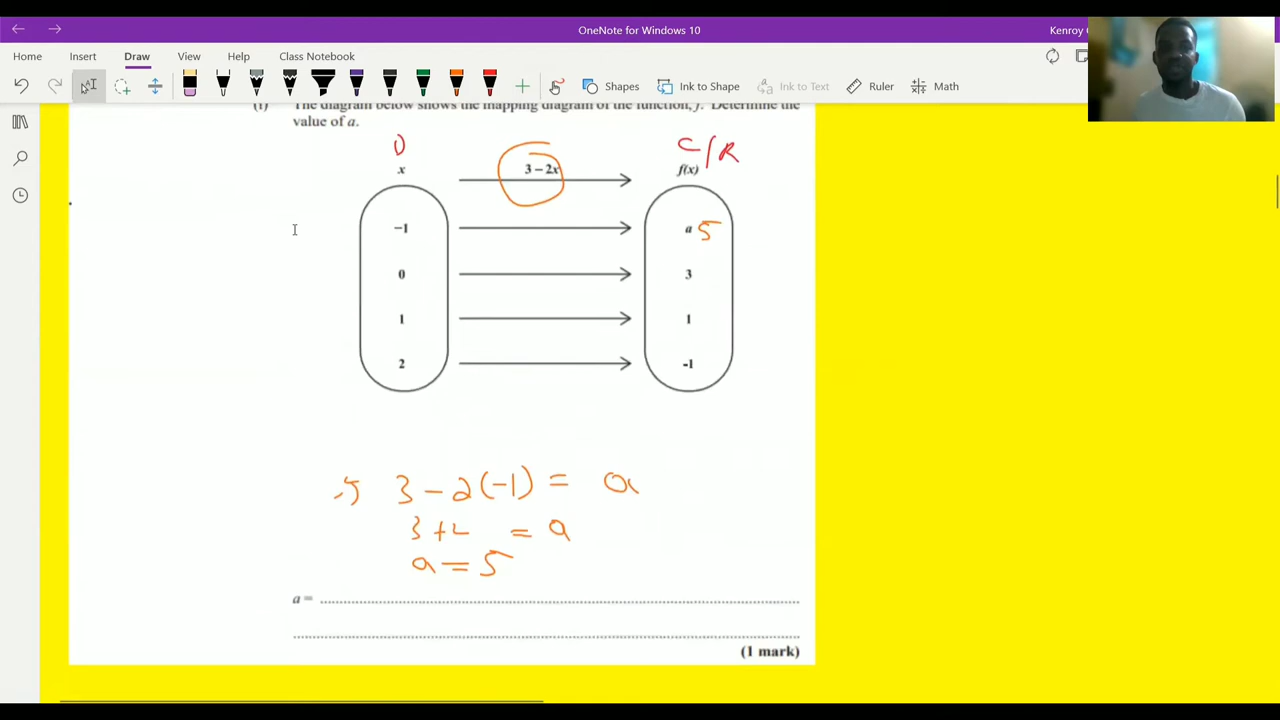 OneNote for Windows 10
Kenroy
Home Insert Draw View Help Class Notebook
Shapes Ink to Shape Ink to Text Ruler Math
(i) The diagram below shows the mapping diagram of the function, f. Determine the
value of a.
D C/R
x 3 – 2x f(x)
–1 a 5
0 3
1 1
2 -1
3 - 2(-1) = a
3 + 2 = a
a = 5
a =
(1 mark)